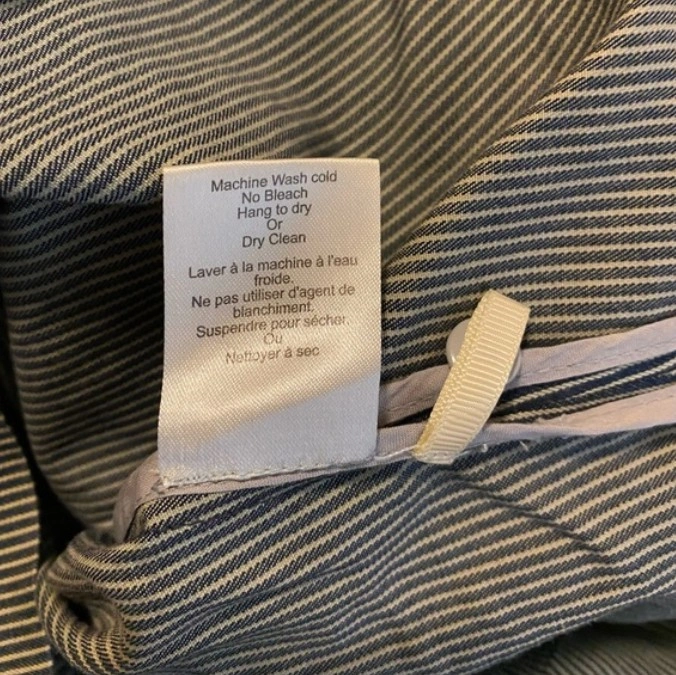 Machine Wash cold
No Bleach
Hang to dry
Or
Dry Clean
Laver à la machine à l'eau
froide.
Ne pas utiliser d'agent de
blanchiment.
Suspendre pour sécher.
Ou
Nettoyer à sec